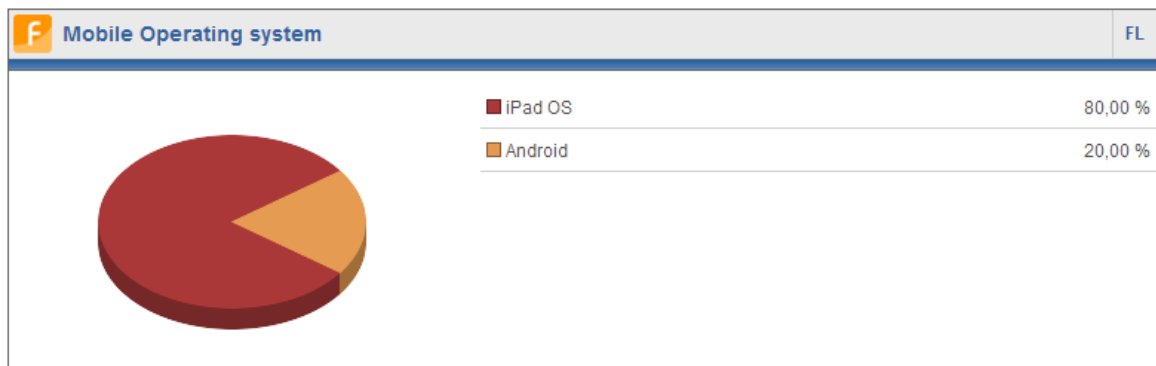 F Mobile Operating system FL
iPad OS 80,00 %
Android 20,00 %